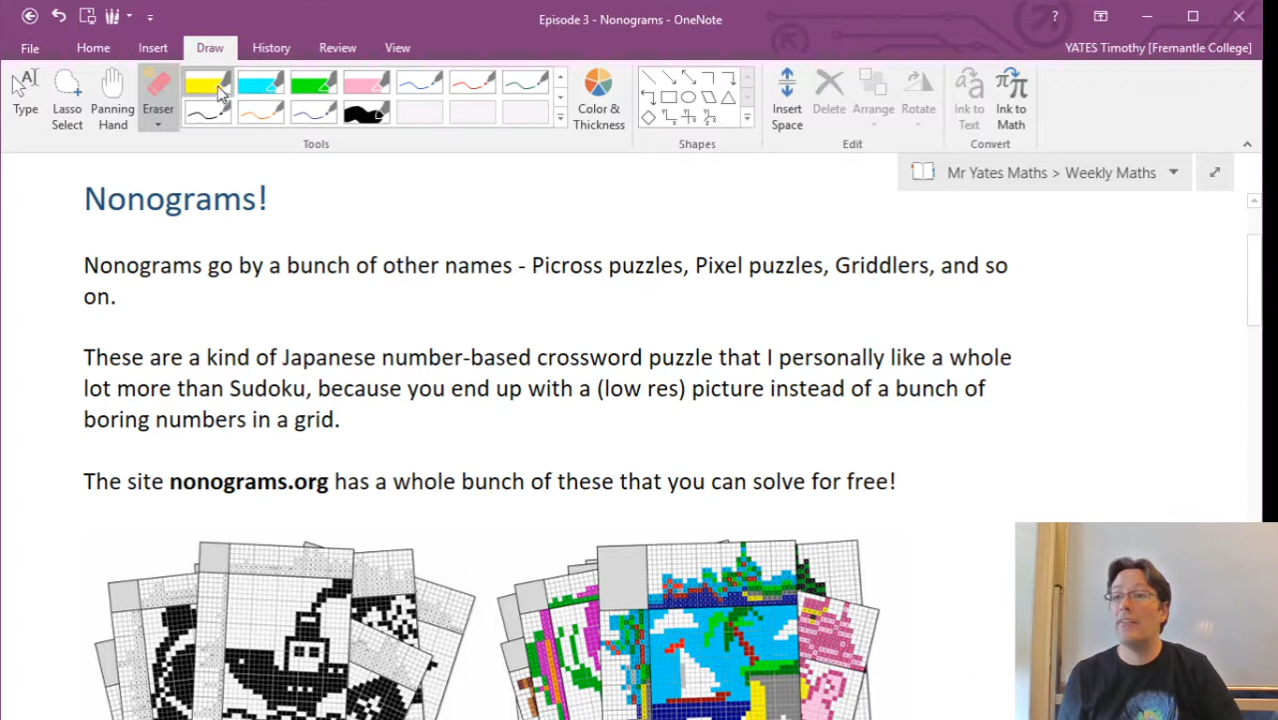 Episode 3 - Nonograms - OneNote
?
File Home Insert Draw History Review View
YATES Timothy [Fremantle College]
Type
Lasso Select
Panning Hand
Eraser
Color & Thickness
Insert Space
Delete
Arrange
Rotate
Ink to Text
Ink to Math
Tools
Shapes
Edit
Convert
Mr Yates Maths > Weekly Maths
Nonograms!
Nonograms go by a bunch of other names - Picross puzzles, Pixel puzzles, Griddlers, and so
on.
These are a kind of Japanese number-based crossword puzzle that I personally like a whole
lot more than Sudoku, because you end up with a (low res) picture instead of a bunch of
boring numbers in a grid.
The site nonograms.org has a whole bunch of these that you can solve for free!